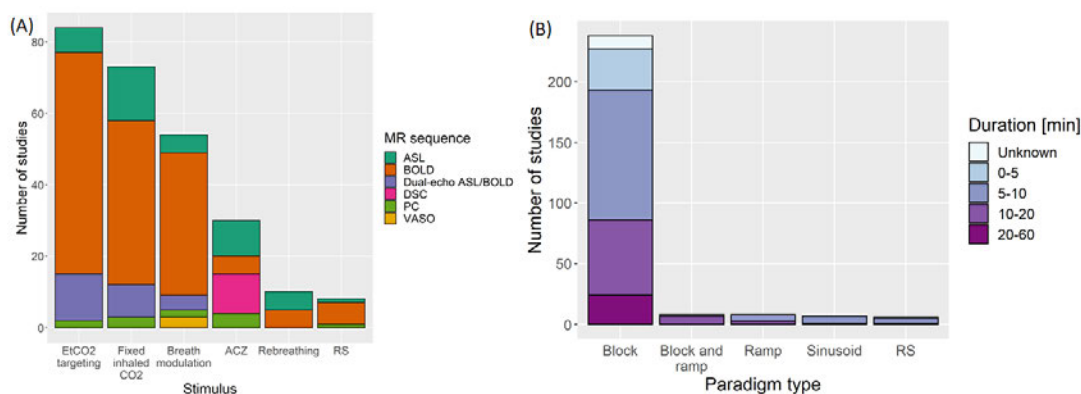 (A)
80
60
40
20
0
Number of studies
EtCO2
targeting
Fixed
inhaled
CO2
Breath
modulation
ACZ
Rebreathing
RS
Stimulus
MR sequence
ASL
BOLD
Dual-echo ASL/BOLD
DSC
PC
VASO
(B)
200
150
100
50
0
Number of studies
Block
Block and
ramp
Ramp
Sinusoid
RS
Paradigm type
Duration [min]
Unknown
0-5
5-10
10-20
20-60